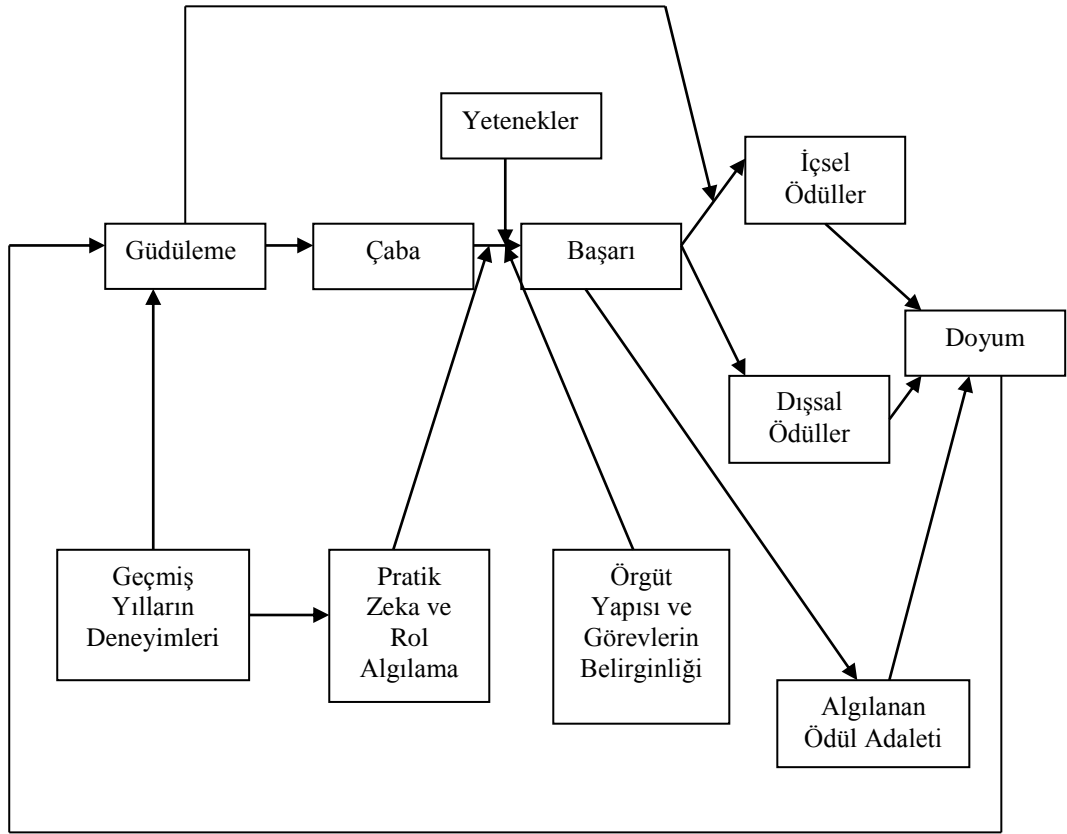 Yetenekler
İçsel
Ödüller
Güdüleme
Çaba
Başarı
Doyum
Dışsal
Ödüller
Geçmiş
Yılların
Deneyimleri
Pratik
Zeka ve
Rol
Algılama
Örgüt
Yapısı ve
Görevlerin
Belirginliği
Algılanan
Ödül Adaleti